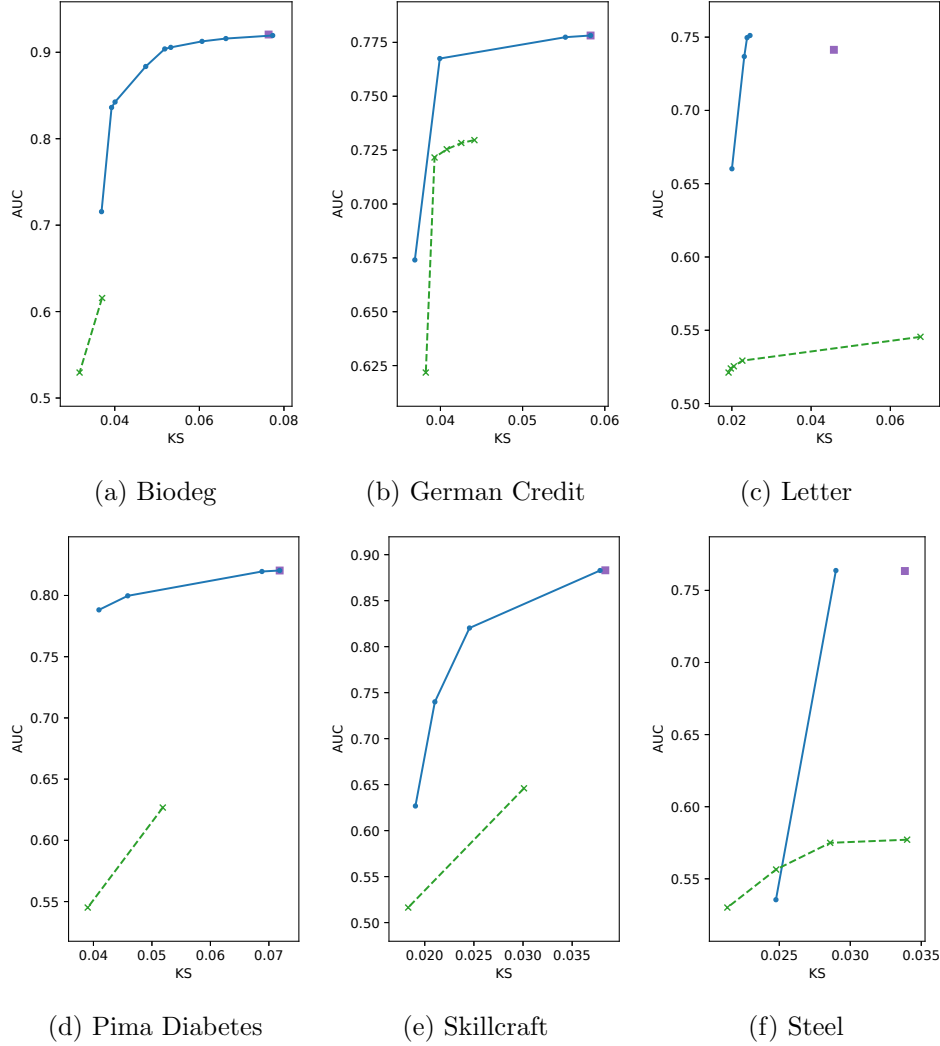 0.9
0.8
0.7
0.6
0.5
AUC
0.04 0.06 0.08
KS
(a) Biodeg
0.775
0.750
0.725
0.700
0.675
0.650
0.625
AUC
0.04 0.05 0.06
KS
(b) German Credit
0.75
0.70
0.65
0.60
0.55
0.50
AUC
0.02 0.04 0.06
KS
(c) Letter
0.80
0.75
0.70
0.65
0.60
0.55
AUC
0.04 0.05 0.06 0.07
KS
(d) Pima Diabetes
0.90
0.85
0.80
0.75
0.70
0.65
0.60
0.55
0.50
AUC
0.020 0.025 0.030 0.035
KS
(e) Skillcraft
0.75
0.70
0.65
0.60
0.55
AUC
0.025 0.030 0.035
KS
(f) Steel